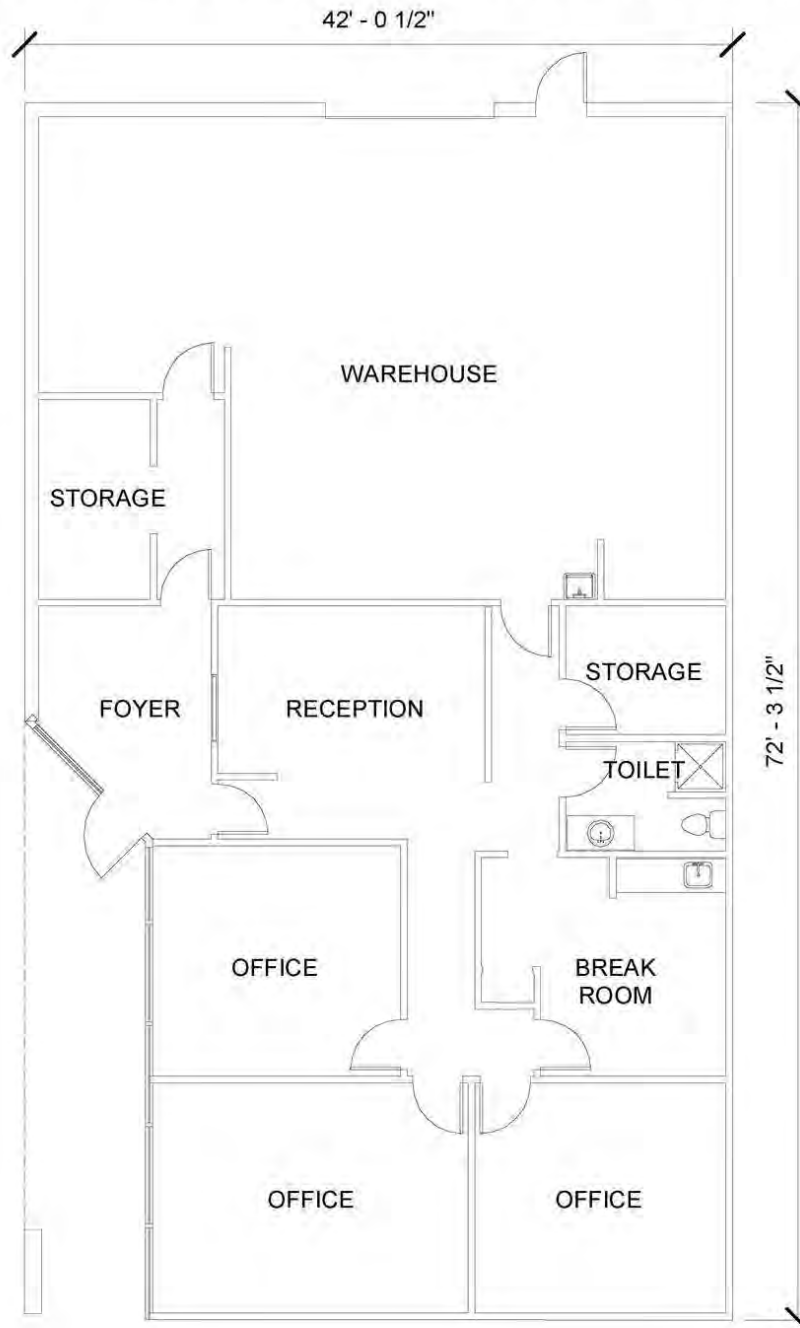 42' - 0 1/2"
WAREHOUSE
STORAGE
STORAGE
FOYER
RECEPTION
72' - 3 1/2"
TOILET
OFFICE
BREAK
ROOM
OFFICE
OFFICE